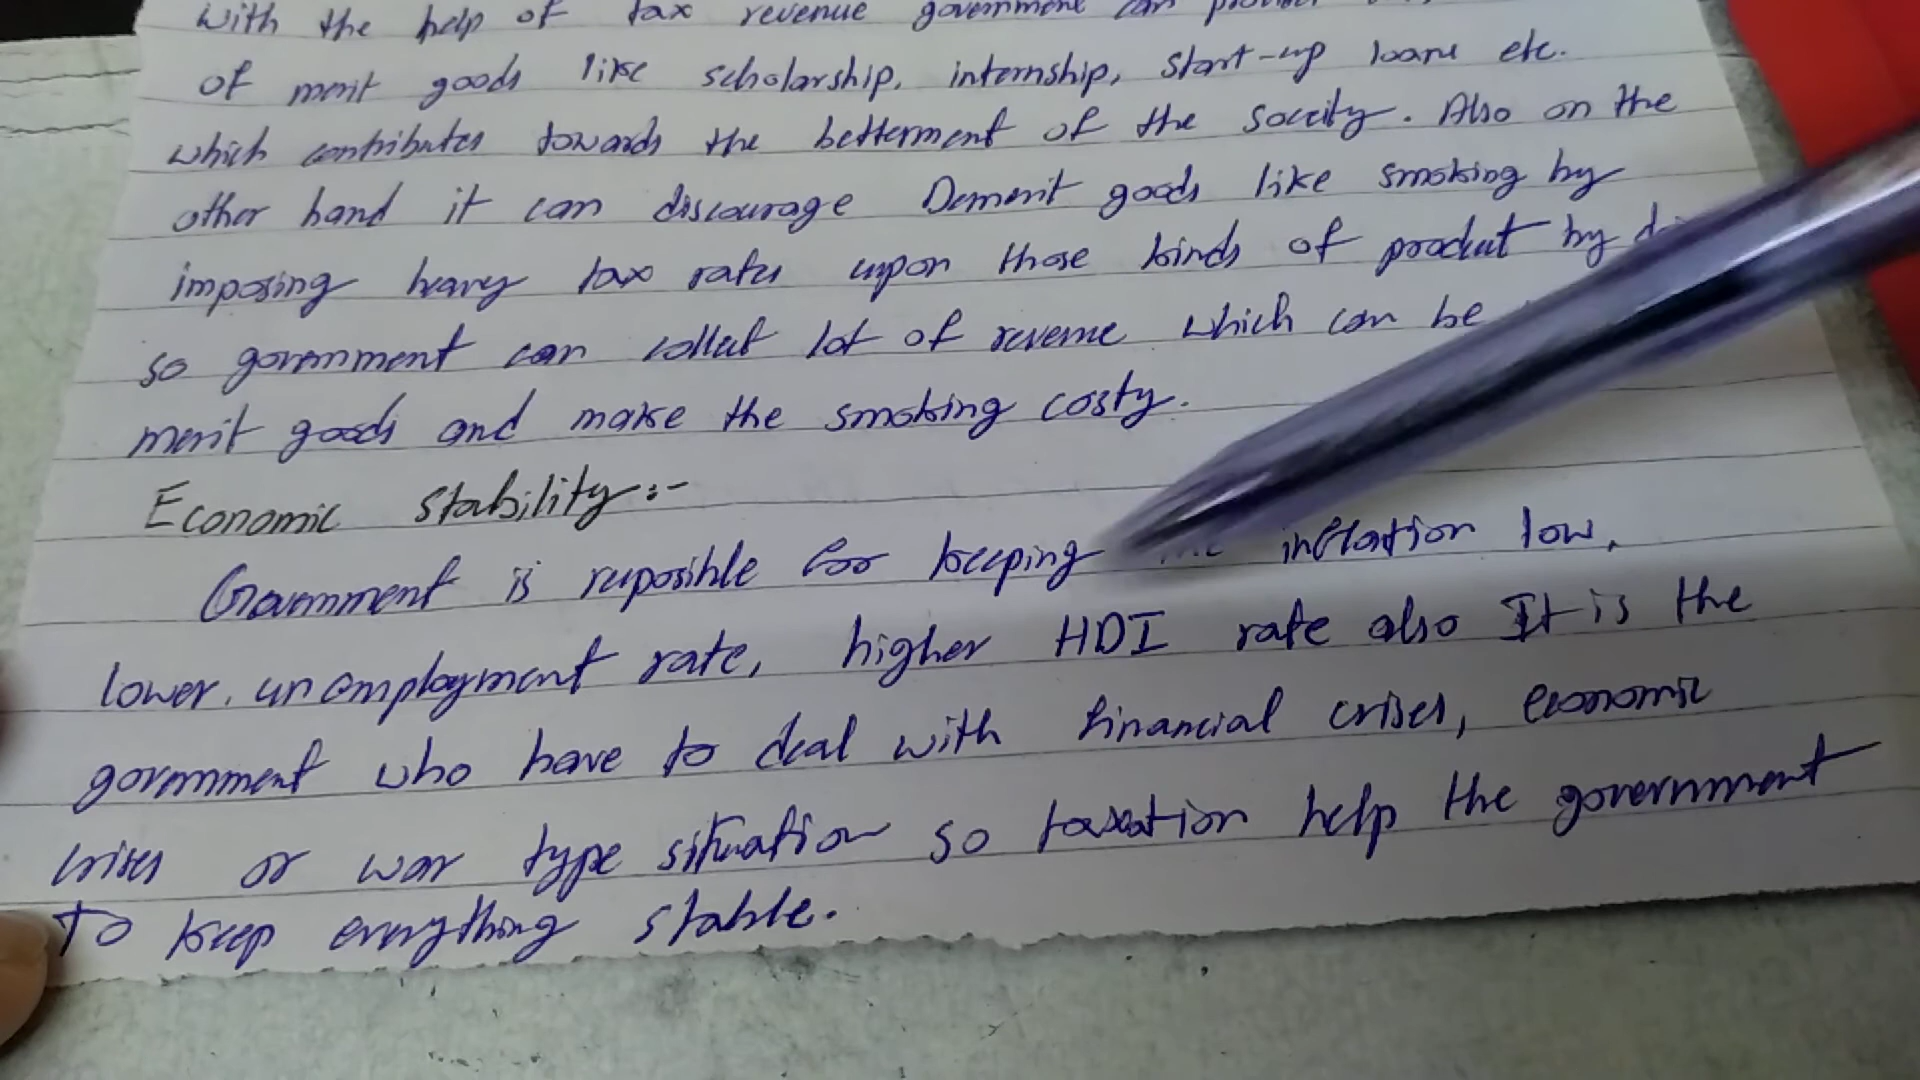 With the help of tax revenue government can
of merit goods like scholarship, internship, start-up loans etc.
which contributes towards the betterment of the soceity. Also on the
other hand it can discourage Demerit goods like smoking by
imposing heavy tax rates upon those kinds of product by
so government can collect lot of revenue which can be
merit goods and make the smoking costy.
Economic stability:-
Government is reposible for keeping inflation low,
lower. unemployment rate, higher HDI rate also It is the
government who have to deal with financial crises, economic
crises or war type situation so taxation help the government
To keep everything stable.